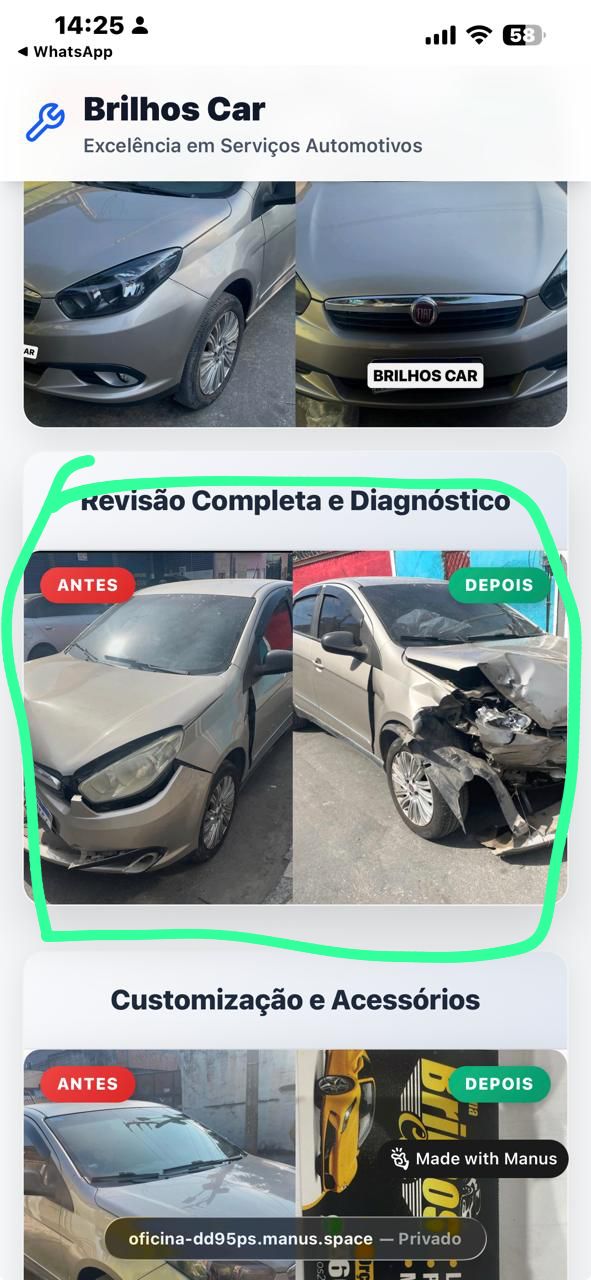 14:25
58
◀ WhatsApp
Brilhos Car
Excelência em Serviços Automotivos
AR
FIAT
BRILHOS CAR
Revisão Completa e Diagnóstico
ANTES
DEPOIS
Customização e Acessórios
ANTES
DEPOIS
Made with Manus
oficina-dd95ps.manus.space — Privado